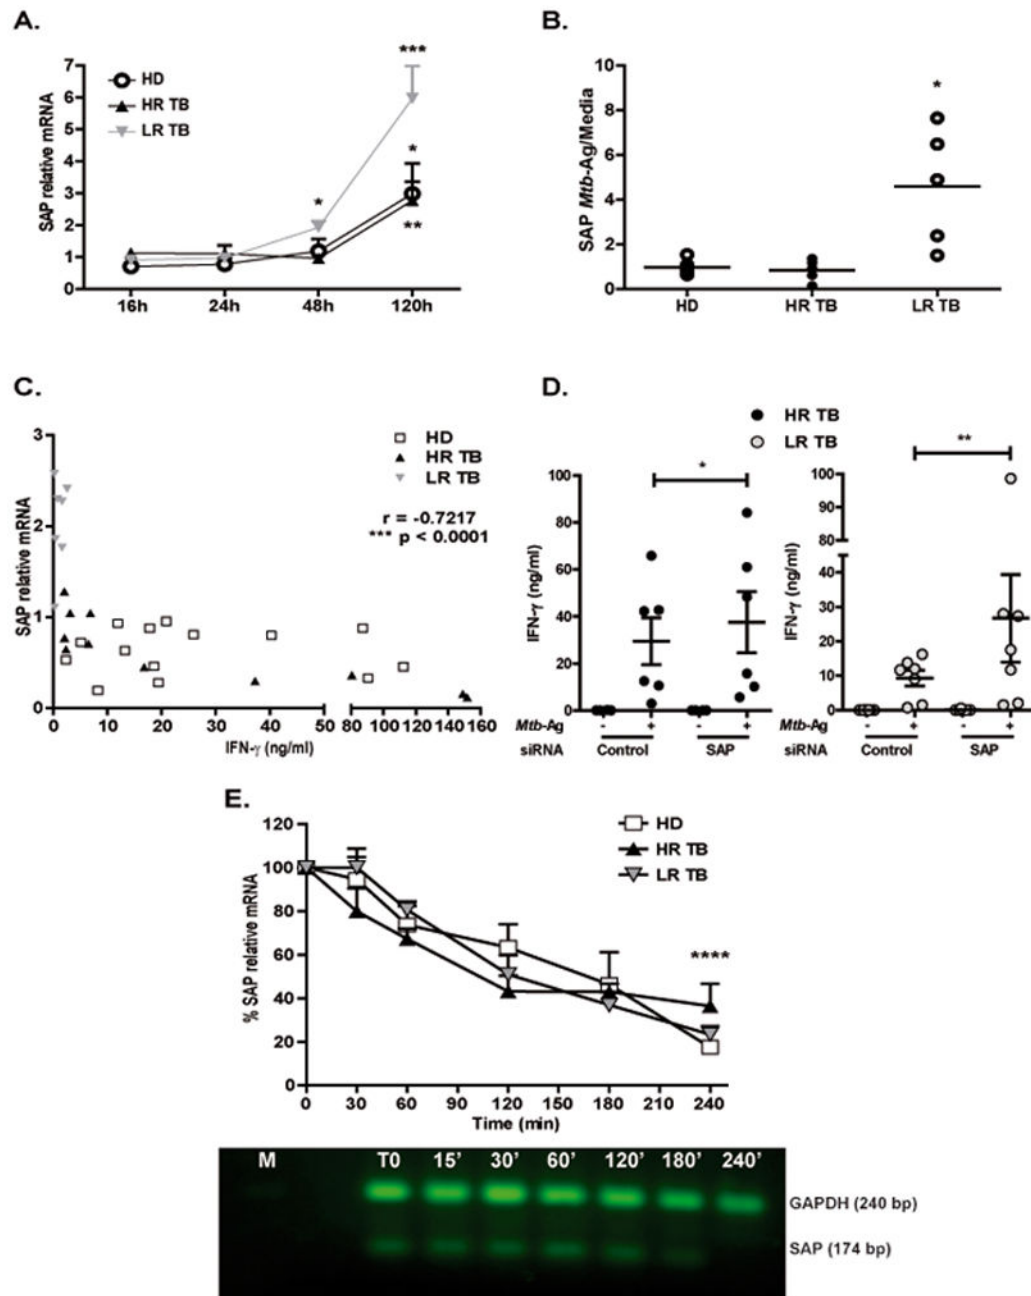 A.
SAP relative mRNA
7
6
5
4
3
2
1
0
HD
HR TB
LR TB
***
*
*
**
16h
24h
48h
120h
B.
SAP Mtb-Ag/Media
10
8
6
4
2
0
*
HD
HR TB
LR TB
C.
SAP relative mRNA
3
2
1
0
HD
HR TB
LR TB
r = -0.7217
*** p < 0.0001
0 10 20 30 40 50 80 100 120 140 160
IFN-γ (ng/ml)
D.
HR TB
LR TB
IFN-γ (ng/ml)
100
80
60
40
20
0
*
Mtb-Ag - + - +
siRNA Control SAP
IFN-γ (ng/ml)
100
90
80
40
30
20
10
0
**
Mtb-Ag - + - +
siRNA Control SAP
E.
% SAP relative mRNA
120
100
80
60
40
20
0
HD
HR TB
LR TB
****
0 30 60 90 120 150 180 210 240
Time (min)
M T0 15’ 30’ 60’ 120’ 180’ 240’
GAPDH (240 bp)
SAP (174 bp)